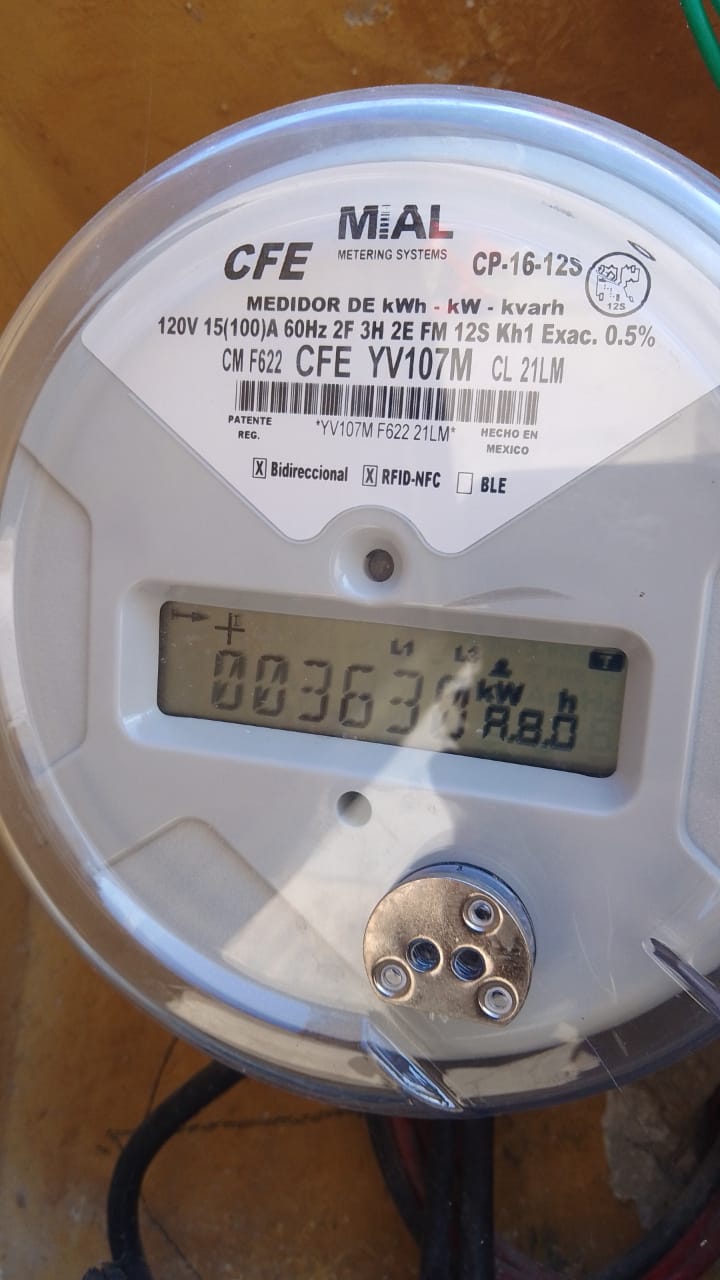 MIAL
METERING SYSTEMS
CFE
CP-16-12S
12S
MEDIDOR DE kWh - kW - kvarh
120V 15(100)A 60Hz 2F 3H 2E FM 12S Kh1 Exac. 0.5%
CM F622 CFE YV107M CL 21LM
PATENTE REG.
*YV107M F622 21LM*
HECHO EN MEXICO
X Bidireccional X RFID-NFC BLE
L1
T
kW h
A.8.0